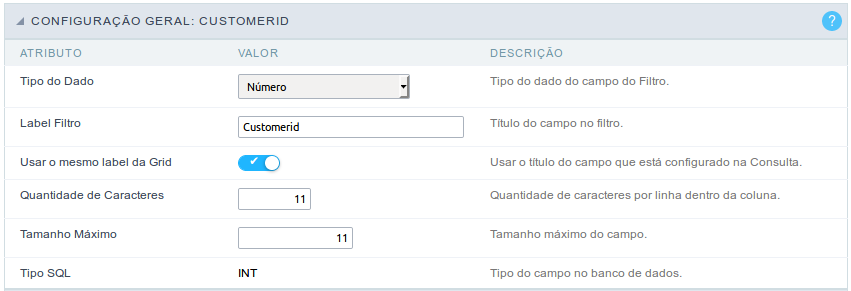 CONFIGURAÇÃO GERAL: CUSTOMERID ?
ATRIBUTO VALOR DESCRIÇÃO
Tipo do Dado Número Tipo do dado do campo do Filtro.
Label Filtro Customerid Título do campo no filtro.
Usar o mesmo label da Grid Usar o título do campo que está configurado na Consulta.
Quantidade de Caracteres 11 Quantidade de caracteres por linha dentro da coluna.
Tamanho Máximo 11 Tamanho máximo do campo.
Tipo SQL INT Tipo do campo no banco de dados.